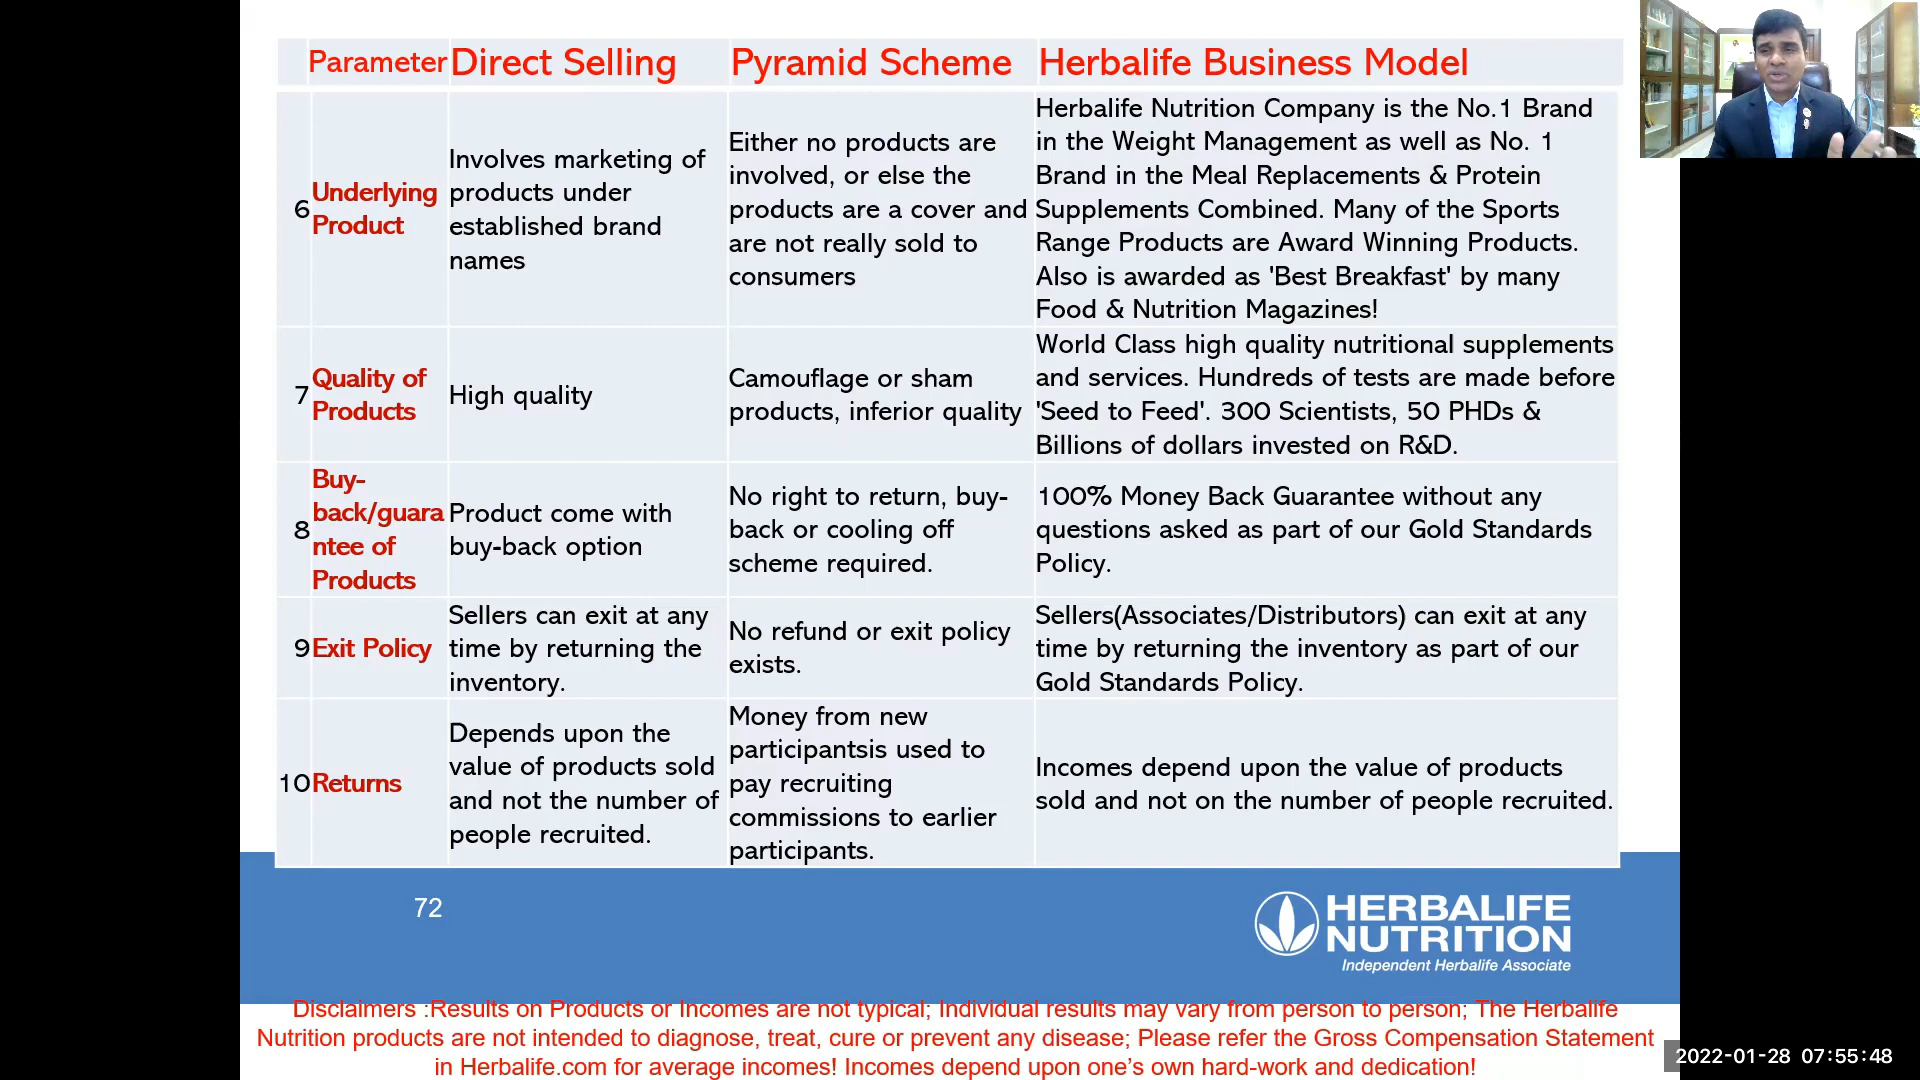 Parameter Direct Selling Pyramid Scheme Herbalife Business Model
6
Underlying
Product
Involves marketing of
products under
established brand
names
Either no products are
involved, or else the
products are a cover and
are not really sold to
consumers
Herbalife Nutrition Company is the No.1 Brand
in the Weight Management as well as No. 1
Brand in the Meal Replacements & Protein
Supplements Combined. Many of the Sports
Range Products are Award Winning Products.
Also is awarded as 'Best Breakfast' by many
Food & Nutrition Magazines!
7
Quality of
Products
High quality
Camouflage or sham
products, inferior quality
World Class high quality nutritional supplements
and services. Hundreds of tests are made before
'Seed to Feed'. 300 Scientists, 50 PHDs &
Billions of dollars invested on R&D.
8
Buy-
back/guara
ntee of
Products
Product come with
buy-back option
No right to return, buy-
back or cooling off
scheme required.
100% Money Back Guarantee without any
questions asked as part of our Gold Standards
Policy.
9
Exit Policy
Sellers can exit at any
time by returning the
inventory.
No refund or exit policy
exists.
Sellers(Associates/Distributors) can exit at any
time by returning the inventory as part of our
Gold Standards Policy.
10
Returns
Depends upon the
value of products sold
and not the number of
people recruited.
Money from new
participantsis used to
pay recruiting
commissions to earlier
participants.
Incomes depend upon the value of products
sold and not on the number of people recruited.
72
HERBALIFE
NUTRITION
Independent Herbalife Associate
Disclaimers :Results on Products or Incomes are not typical; Individual results may vary from person to person; The Herbalife
Nutrition products are not intended to diagnose, treat, cure or prevent any disease; Please refer the Gross Compensation Statement
in Herbalife.com for average incomes! Incomes depend upon one’s own hard-work and dedication!
2022-01-28 07:55:48